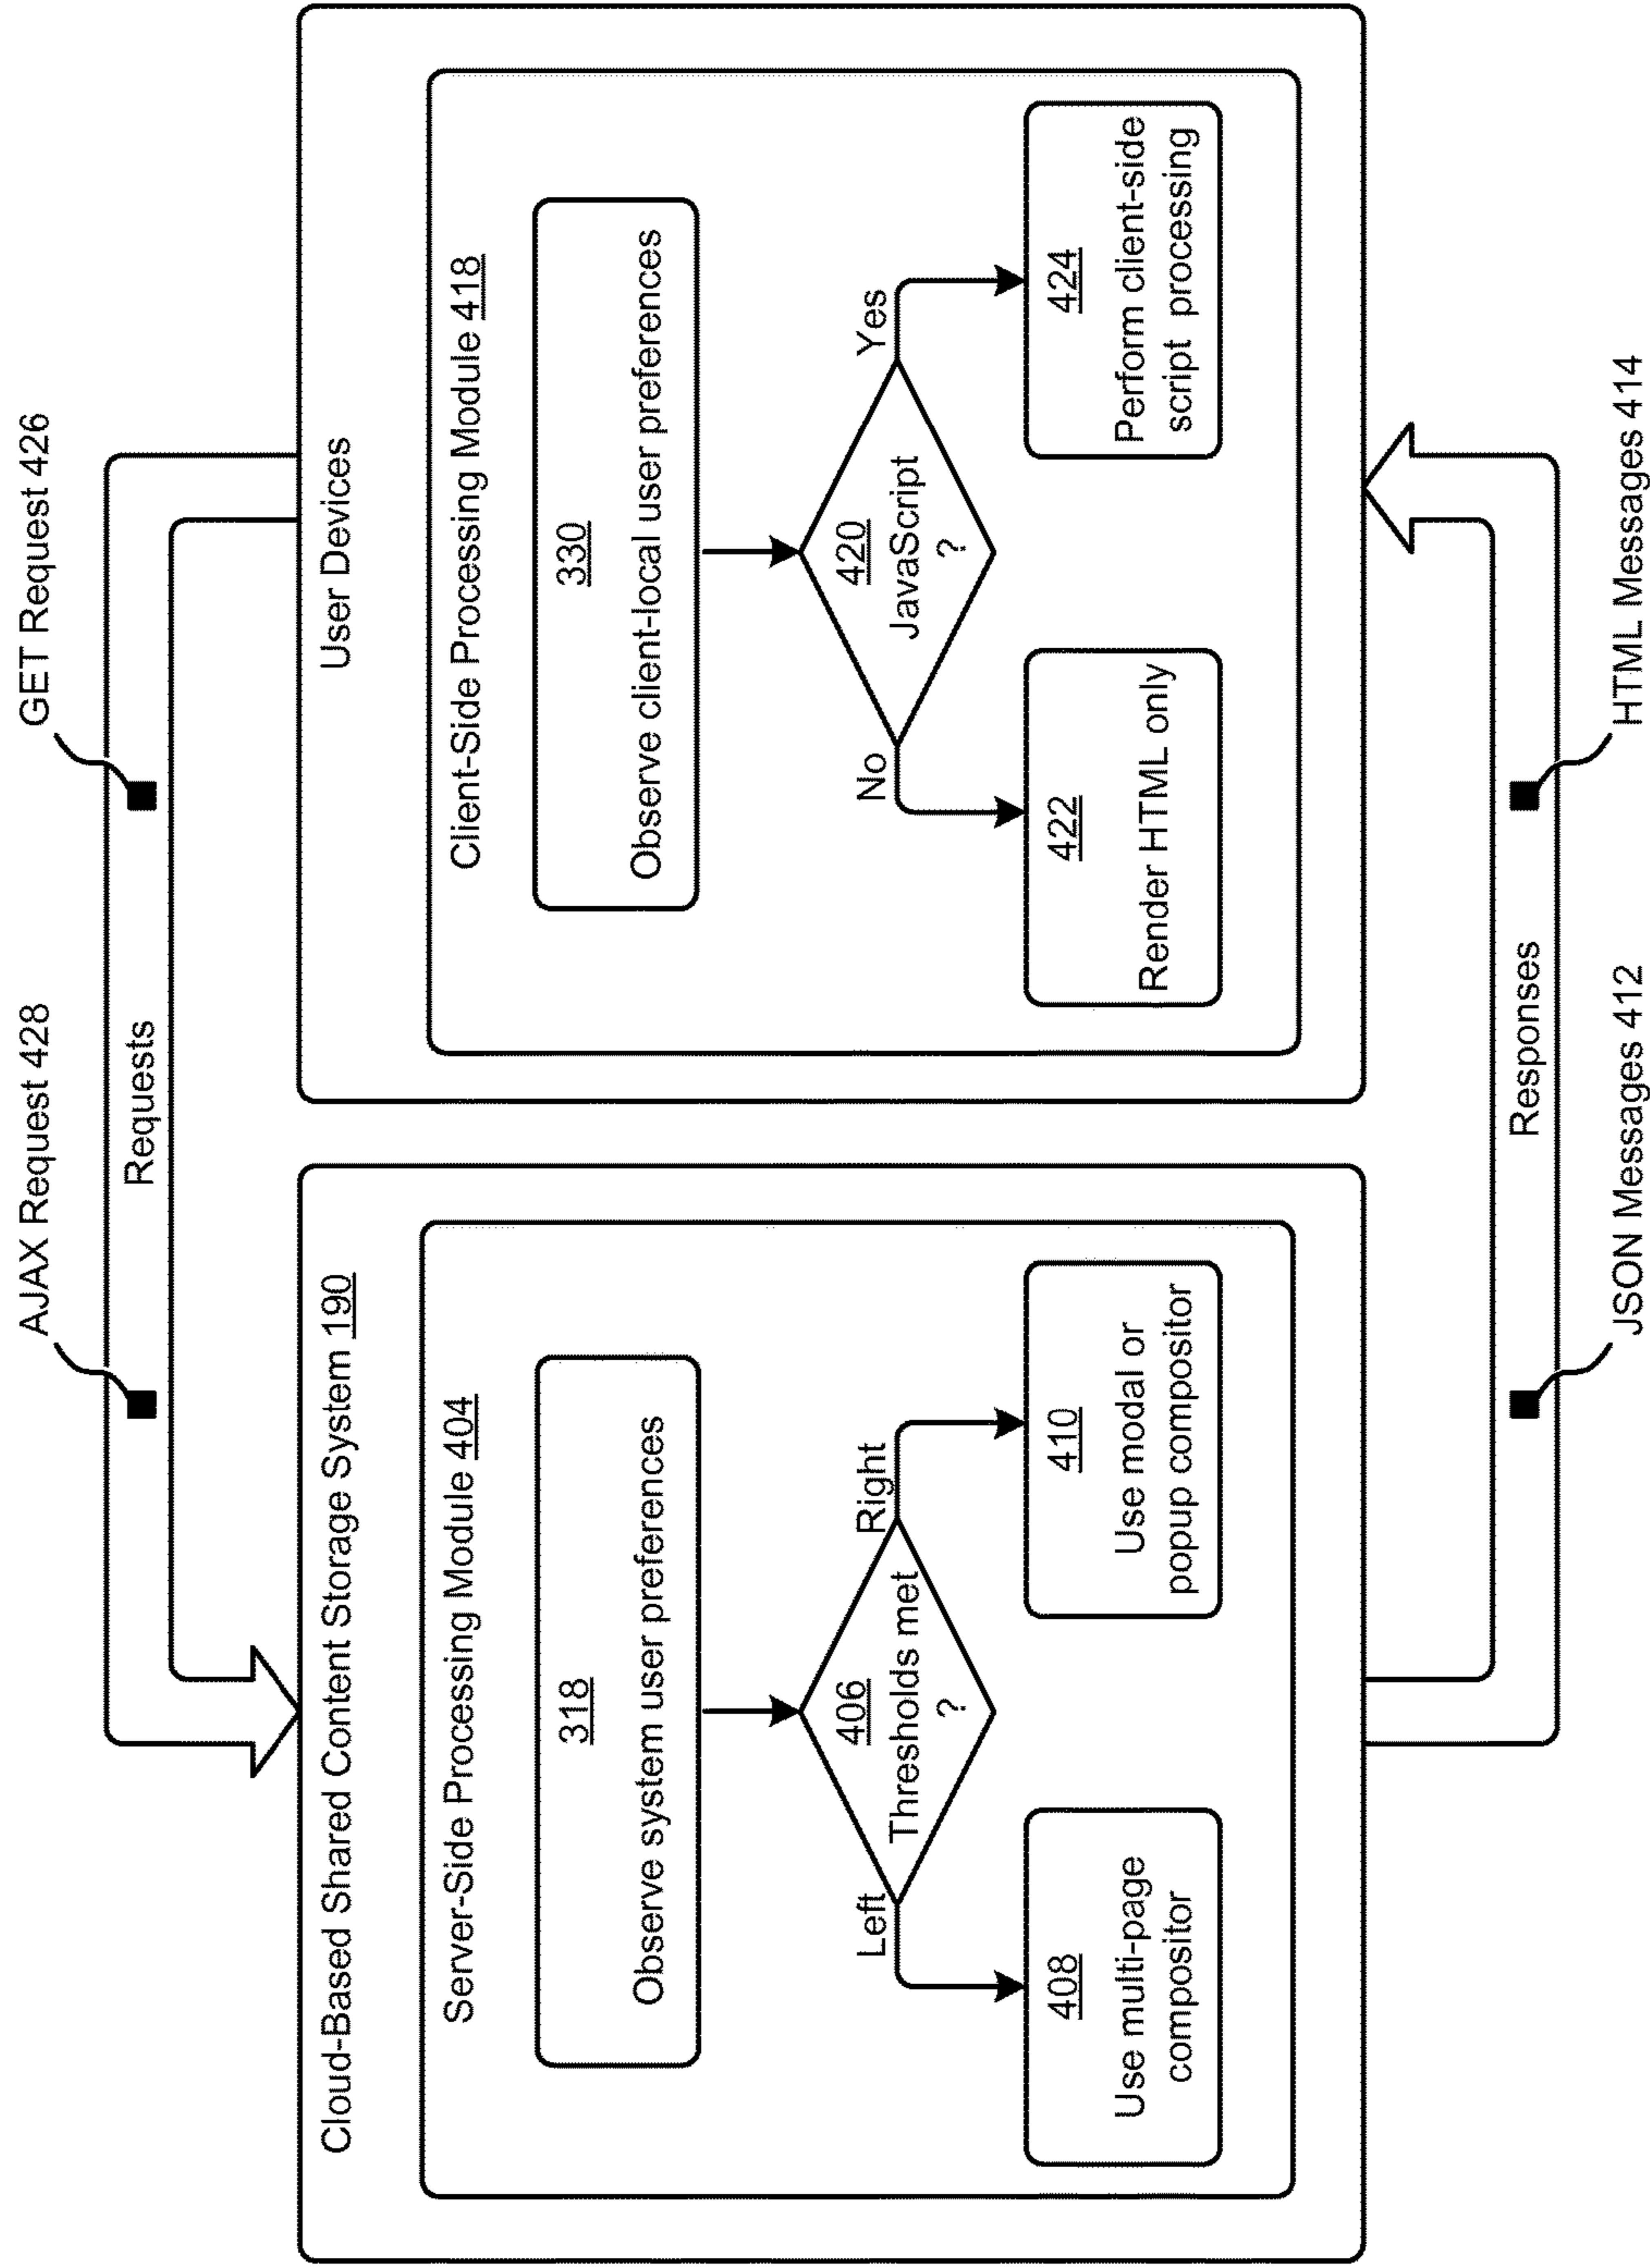 AJAX Request 428
GET Request 426
Requests
Cloud-Based Shared Content Storage System 190
Server-Side Processing Module 404
318
Observe system user preferences
406
Thresholds met
?
Left
Right
408
Use multi-page
compositor
410
Use modal or
popup compositor
User Devices
Client-Side Processing Module 418
330
Observe client-local user preferences
420
JavaScript
?
No
Yes
422
Render HTML only
424
Perform client-side
script processing
Responses
JSON Messages 412
HTML Messages 414